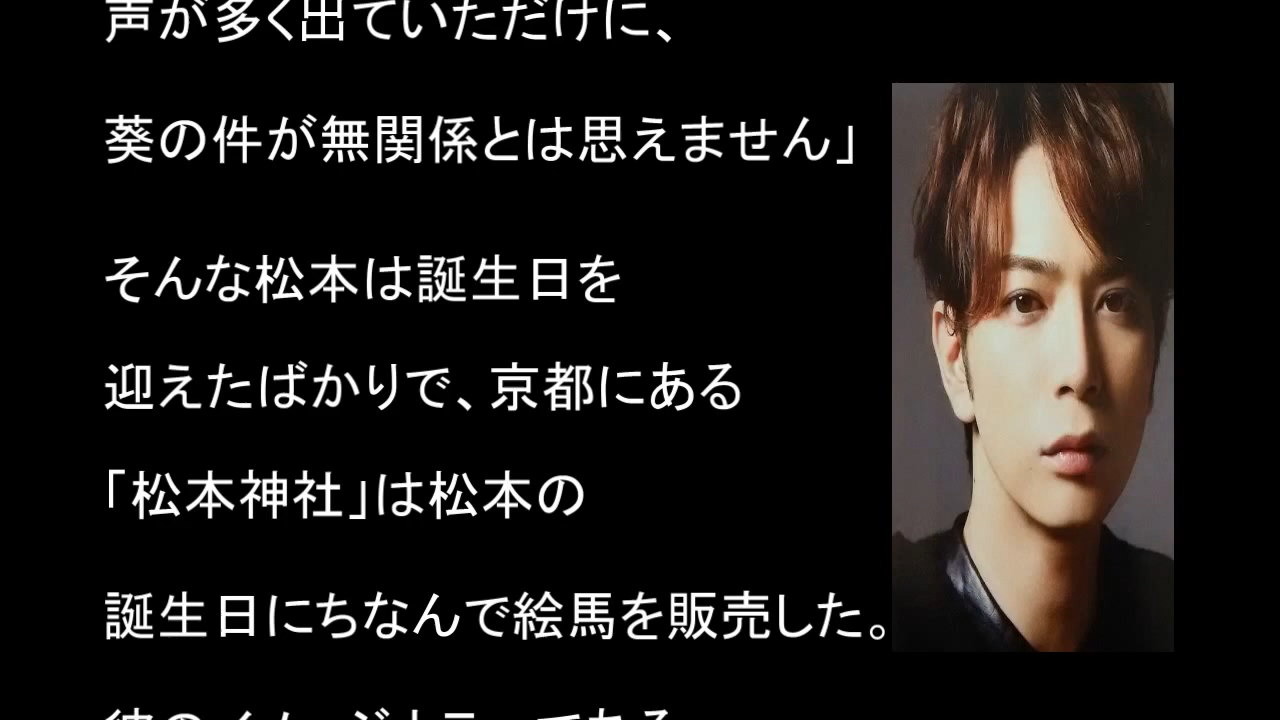 声が多く出ていただけに、
葵の件が無関係とは思えません」
そんな松本は誕生日を
迎えたばかりで、京都にある
「松本神社」は松本の
誕生日にちなんで絵馬を販売した。